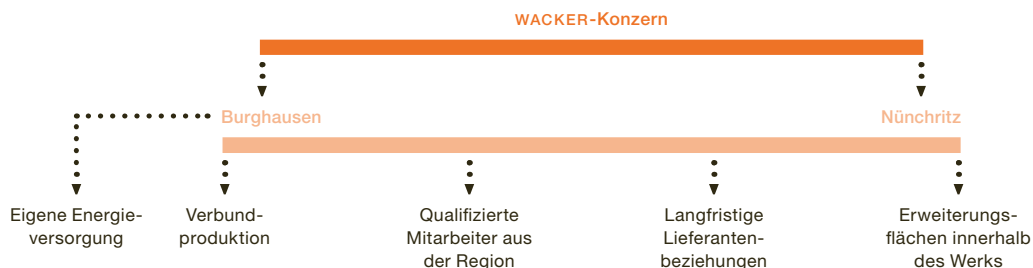 WACKER-Konzern
Burghausen
Nünchritz
Eigene Energie-
versorgung
Verbund-
produktion
Qualifizierte
Mitarbeiter aus
der Region
Langfristige
Lieferanten-
beziehungen
Erweiterungs-
flächen innerhalb
des Werks